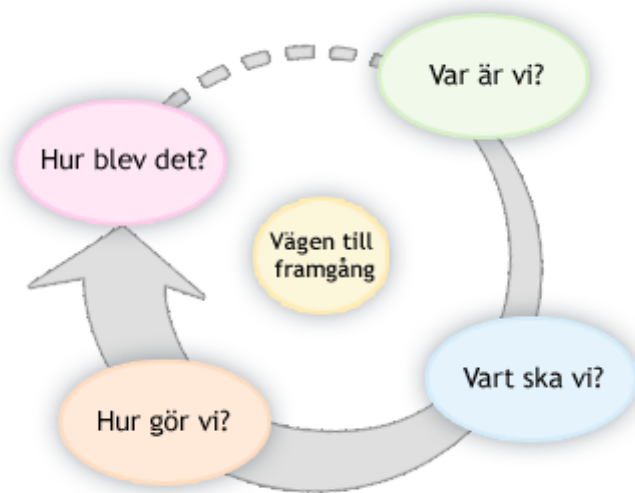 Var är vi?
Hur blev det?
Vägen till
framgång
Vart ska vi?
Hur gör vi?